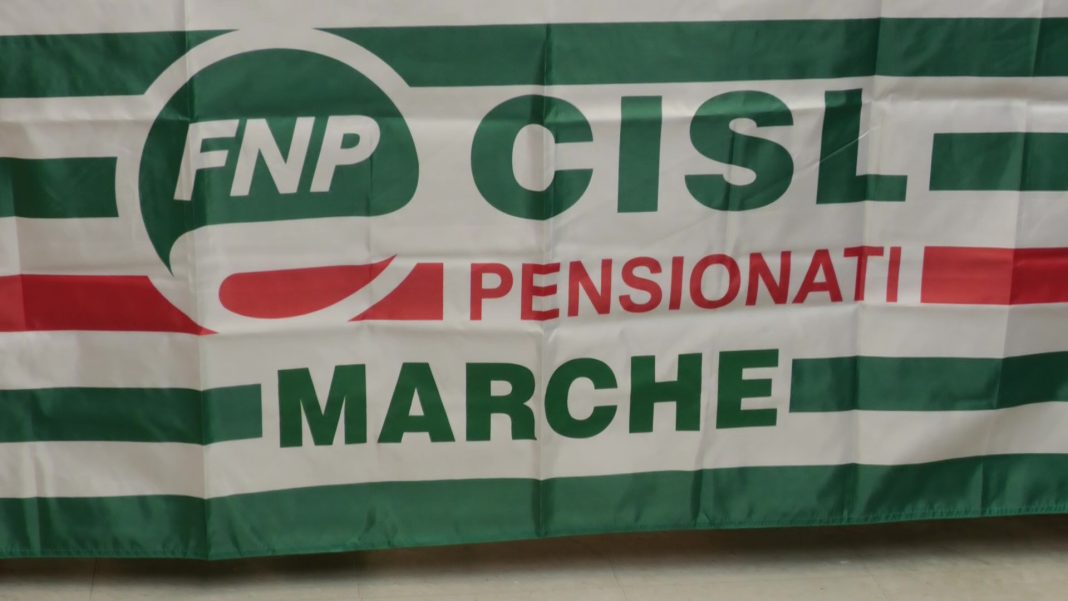 FNP CISL
PENSIONATI
MARCHE